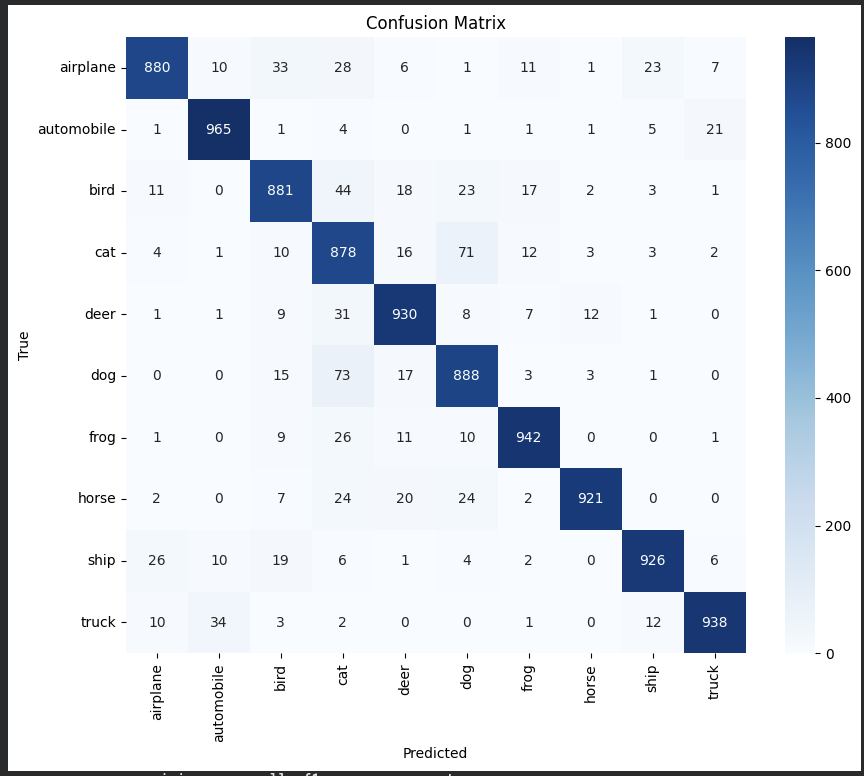 Confusion Matrix
airplane 880 10 33 28 6 1 11 1 23 7
automobile 1 965 1 4 0 1 1 1 5 21
bird 11 0 881 44 18 23 17 2 3 1
cat 4 1 10 878 16 71 12 3 3 2
deer 1 1 9 31 930 8 7 12 1 0
dog 0 0 15 73 17 888 3 3 1 0
frog 1 0 9 26 11 10 942 0 0 1
horse 2 0 7 24 20 24 2 921 0 0
ship 26 10 19 6 1 4 2 0 926 6
truck 10 34 3 2 0 0 1 0 12 938
True
airplane automobile bird cat deer dog frog horse ship truck
Predicted
800
600
400
200
0